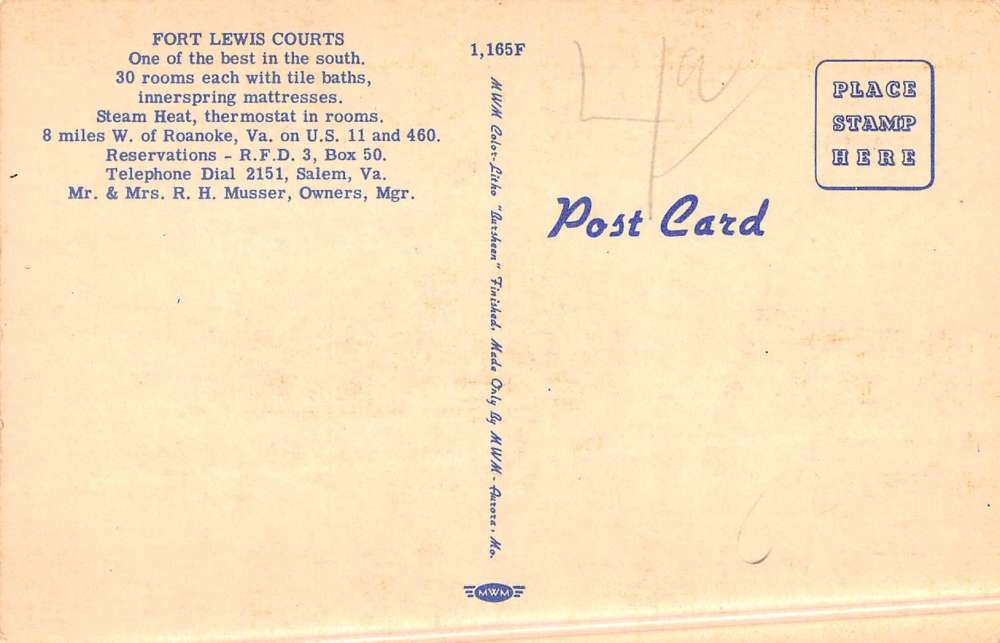 FORT LEWIS COURTS
One of the best in the south.
30 rooms each with tile baths,
innerspring mattresses.
Steam Heat, thermostat in rooms.
8 miles W. of Roanoke, Va. on U.S. 11 and 460.
Reservations - R.F.D. 3, Box 50.
Telephone Dial 2151, Salem, Va.
Mr. & Mrs. R. H. Musser, Owners, Mgr.
1,165F
MWM Color-Litho "Bursheen" Finished, Made Only By MWM - Aurora, Mo.
MWM
Post Card
PLACE
STAMP
HERE